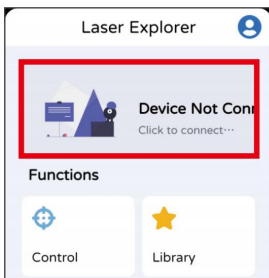 Laser Explorer
Device Not Conn
Click to connect···
Functions
Control
Library